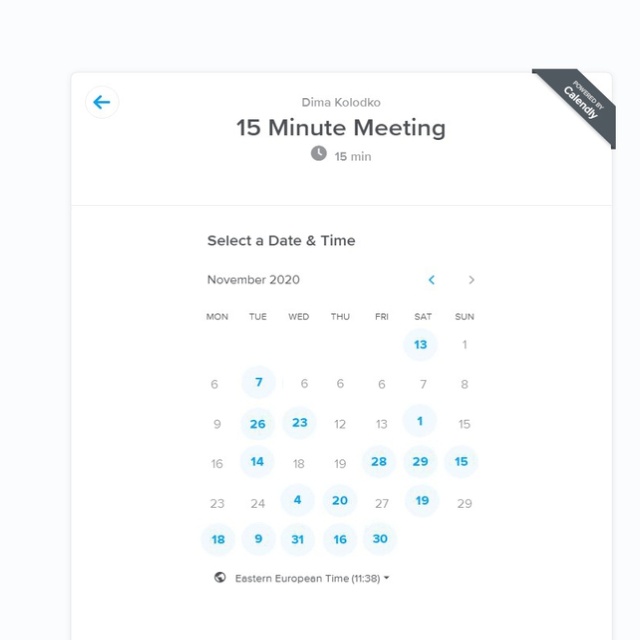 POWERED BY
Calendly
Dima Kolodko
15 Minute Meeting
15 min
Select a Date & Time
November 2020
MON TUE WED THU FRI SAT SUN
13 1
6 7 6 6 6 7 8
9 26 23 12 13 1 15
16 14 18 19 28 29 15
23 24 4 20 27 19 29
18 9 31 16 30
Eastern European Time (11:38)